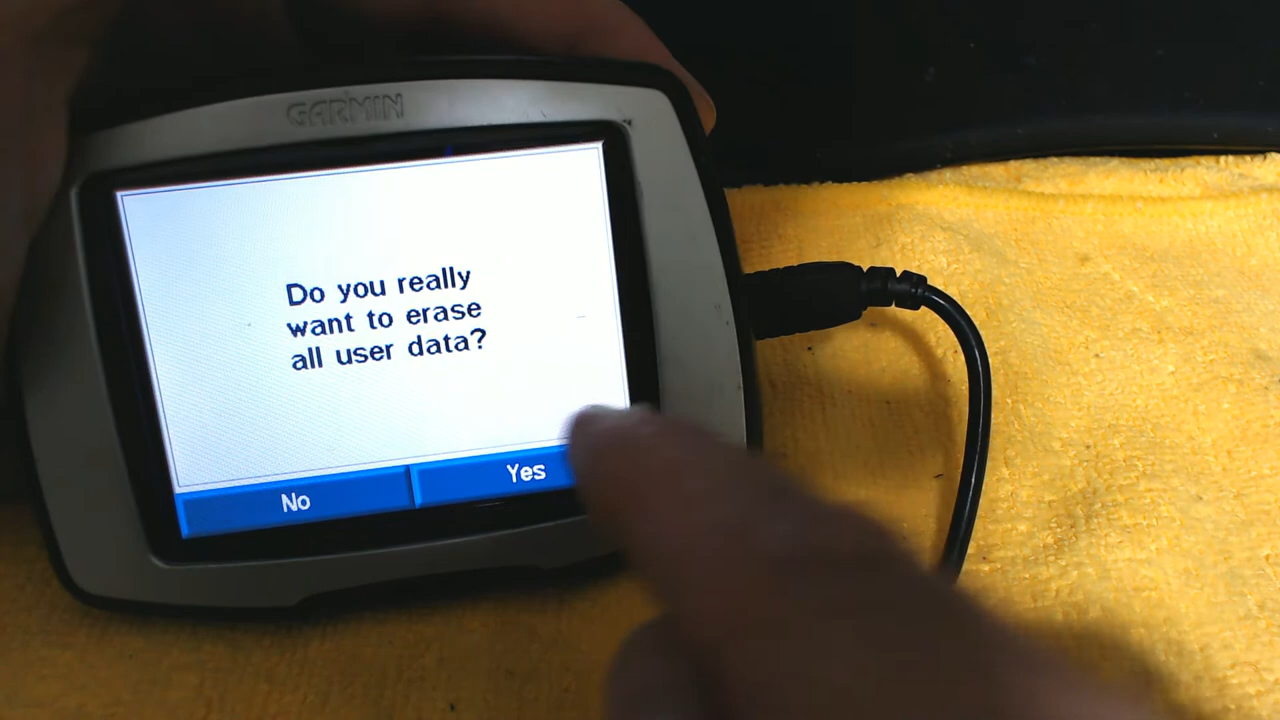 GARMIN
Do you really
want to erase
all user data?
No
Yes